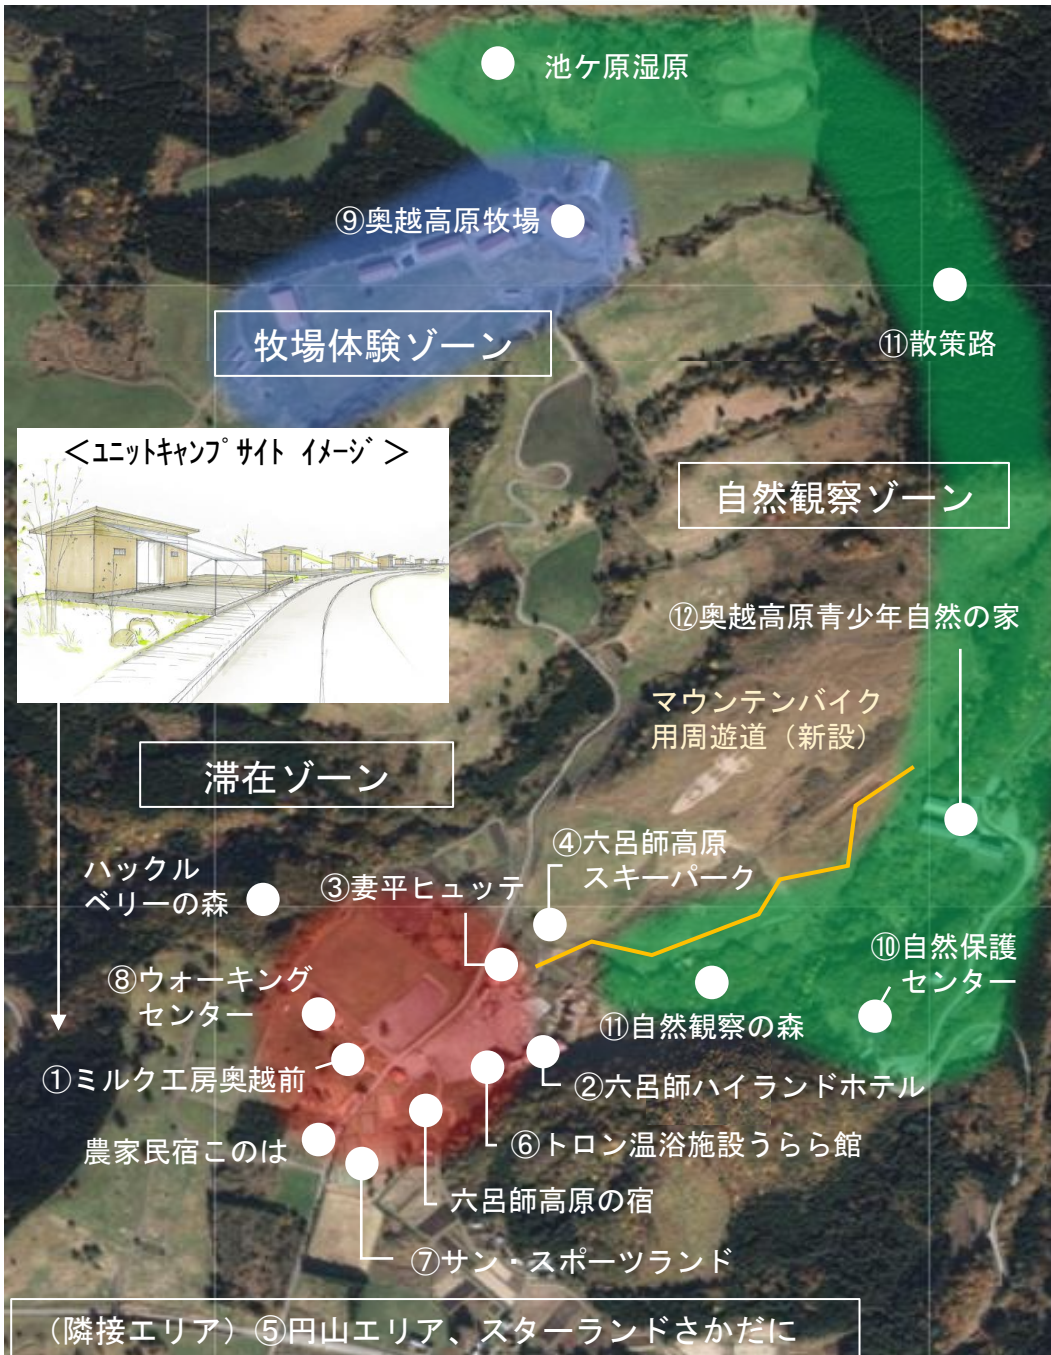 池ケ原湿原
⑨奥越高原牧場
牧場体験ゾーン
⑪散策路
＜ﾕﾆｯﾄｷｬﾝﾌﾟサイト イメージ＞
自然観察ゾーン
⑫奥越高原青少年自然の家
マウンテンバイク
用周遊道（新設）
滞在ゾーン
④六呂師高原
スキーパーク
ハックル
ベリーの森
③妻平ヒュッテ
⑩自然保護
センター
⑧ウォーキング
センター
⑪自然観察の森
①ミルク工房奥越前
②六呂師ハイランドホテル
農家民宿このは
⑥トロン温浴施設うらら館
六呂師高原の宿
⑦サン・スポーツランド
（隣接エリア）⑤円山エリア、スターランドさかだに